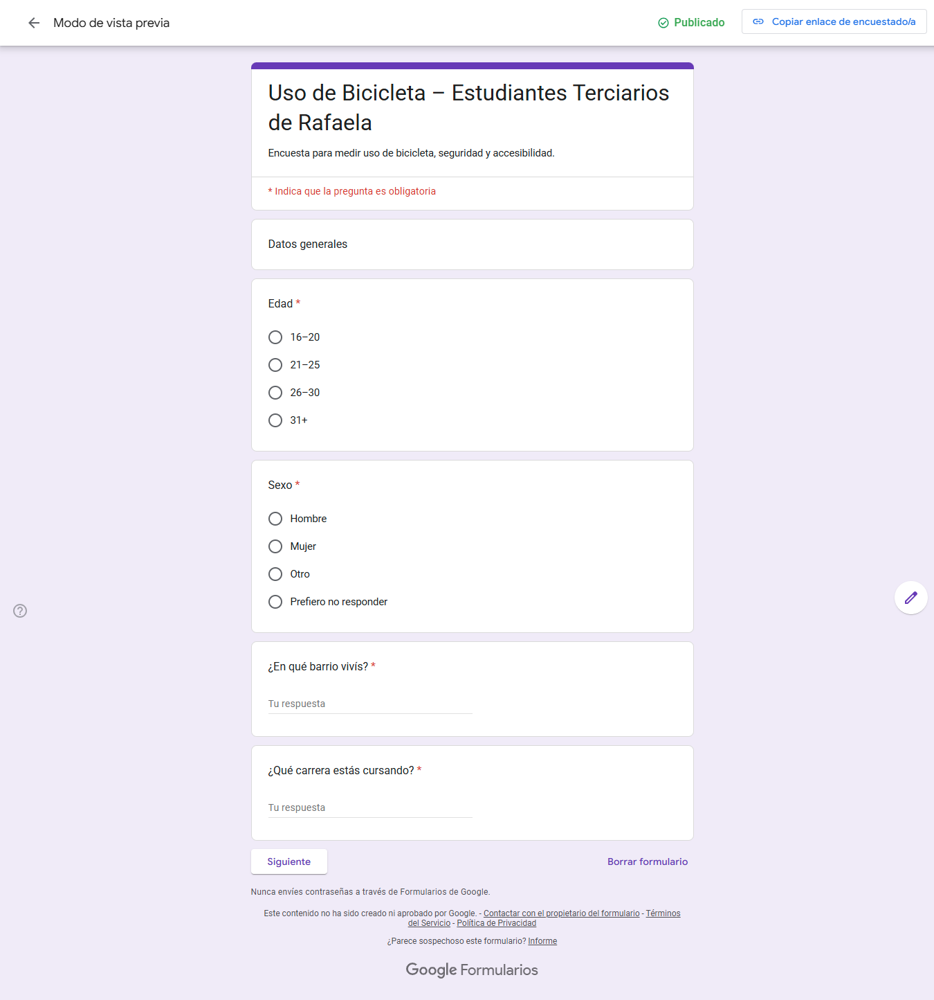 Modo de vista previa
Publicado
Copiar enlace de encuestado/a
Uso de Bicicleta – Estudiantes Terciarios
de Rafaela
Encuesta para medir uso de bicicleta, seguridad y accesibilidad.
* Indica que la pregunta es obligatoria
Datos generales
Edad *
16–20
21–25
26–30
31+
Sexo *
Hombre
Mujer
Otro
Prefiero no responder
¿En qué barrio vivís? *
Tu respuesta
¿Qué carrera estás cursando? *
Tu respuesta
Siguiente
Borrar formulario
Nunca envíes contraseñas a través de Formularios de Google.
Este contenido no ha sido creado ni aprobado por Google. - Contactar con el propietario del formulario - Términos
del Servicio - Política de Privacidad
¿Parece sospechoso este formulario? Informe
Google Formularios